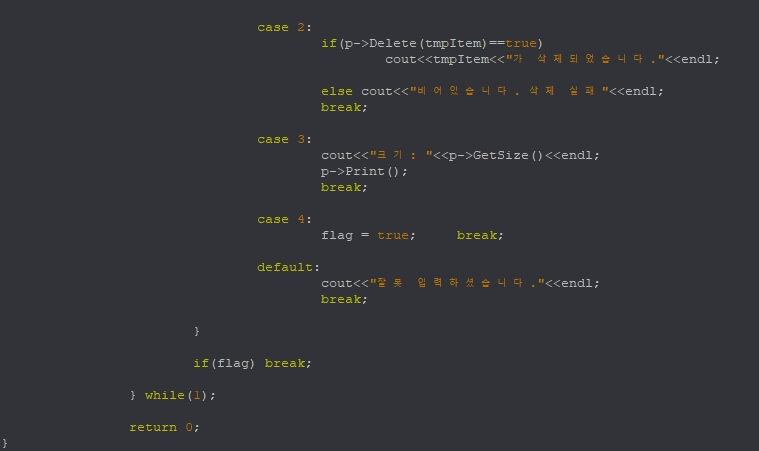 case 2:
if(p->Delete(tmpItem)==true)
cout<<tmpItem<<"가 삭제되었습니다."<<endl;
else cout<<"비어있습니다. 삭제 실패"<<endl;
break;
case 3:
cout<<"크기: "<<p->GetSize()<<endl;
p->Print();
break;
case 4:
flag = true; break;
default:
cout<<"잘못 입력하셨습니다."<<endl;
break;
}
if(flag) break;
} while(1);
return 0;
}